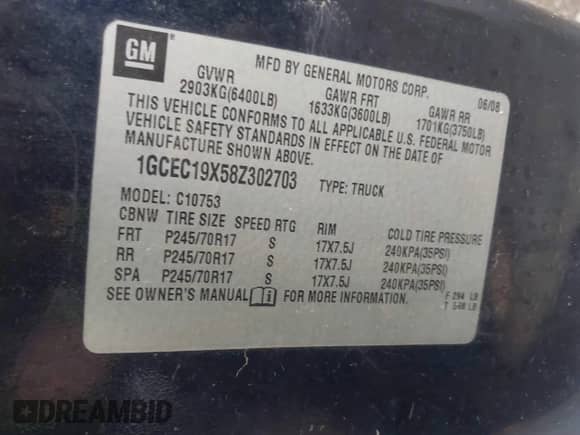 GM ®
MFD BY GENERAL MOTORS CORP. 06/08
GVWR GAWR FRT GAWR RR
2903KG(6400LB) 1633KG(3600LB) 1701KG(3750LB)
THIS VEHICLE CONFORMS TO ALL APPLICABLE U.S. FEDERAL MOTOR
VEHICLE SAFETY STANDARDS IN EFFECT ON THE DATE OF
MANUFACTURE SHOWN ABOVE.
1GCEC19X58Z302703 TYPE: TRUCK
MODEL: C10753
CBNW TIRE SIZE SPEED RTG RIM COLD TIRE PRESSURE
FRT P245/70R17 S 17X7.5J 240KPA(35PSI)
RR P245/70R17 S 17X7.5J 240KPA(35PSI)
SPA P245/70R17 S 17X7.5J 240KPA(35PSI)
SEE OWNER'S MANUAL i FOR MORE INFORMATION.
F 294 LB
T 508 LB
DREAMBID